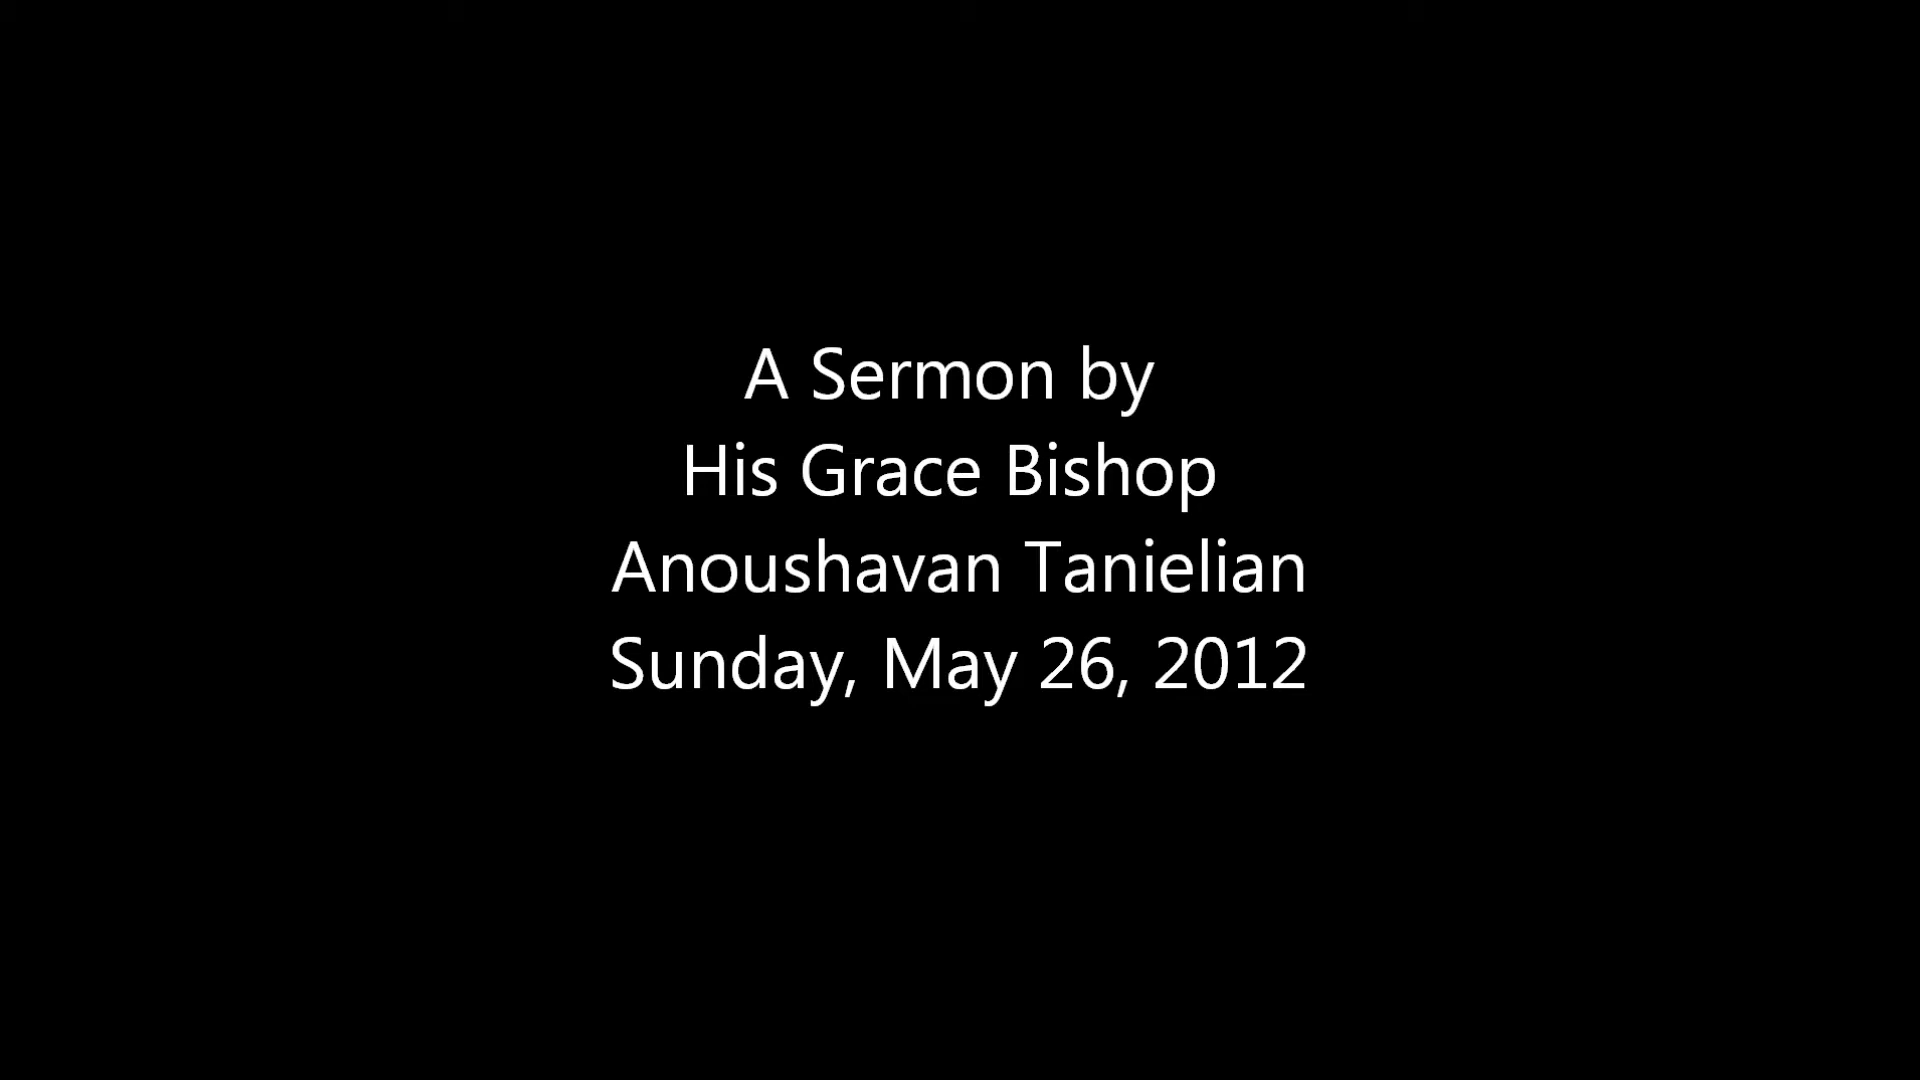 A Sermon by
His Grace Bishop
Anoushavan Tanielian
Sunday, May 26, 2012